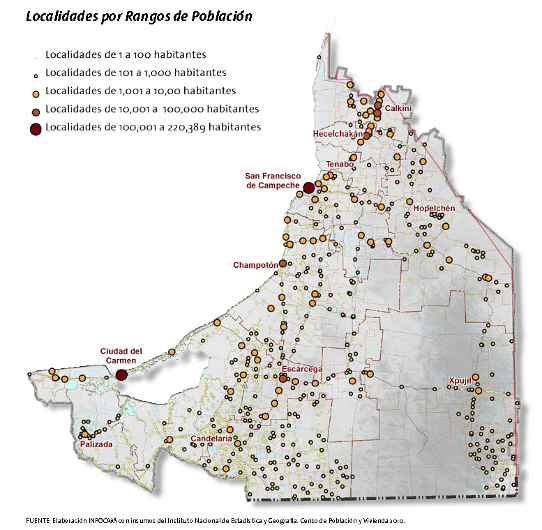 Localidades por Rangos de Población
Localidades de 1 a 100 habitantes
Localidades de 101 a 1,000 habitantes
Localidades de 1,001 a 10,00 habitantes
Localidades de 10,001 a 100,000 habitantes
Localidades de 100,001 a 220,389 habitantes
Calkiní
Hecelchakán
Tenabo
San Francisco
de Campeche
Hopelchén
Champotón
Ciudad del
Carmen
Escárcega
Xpujil
Candelaria
Palizada
FUENTE: Elaboración INFOCAM con insumos del Instituto Nacional de Estadística y Geografía. Censo de Población y Vivienda 2010.